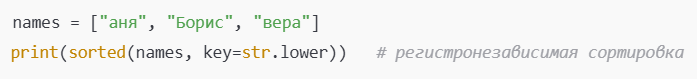 names = ["аня", "Борис", "вера"]
print(sorted(names, key=str.lower))   # регистронезависимая сортировка